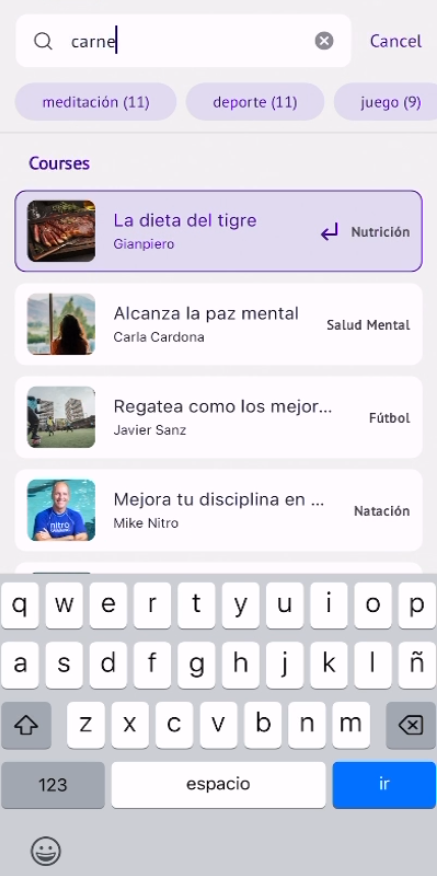 carne
Cancel
meditación (11)
deporte (11)
juego (9)
Courses
La dieta del tigre
Gianpiero
Nutrición
Alcanza la paz mental
Carla Cardona
Salud Mental
Regatea como los mejor...
Javier Sanz
Fútbol
nitro
Mejora tu disciplina en ...
Mike Nitro
Natación
q w e r t y u i o p
a s d f g h j k l ñ
z x c v b n m
123
espacio
ir